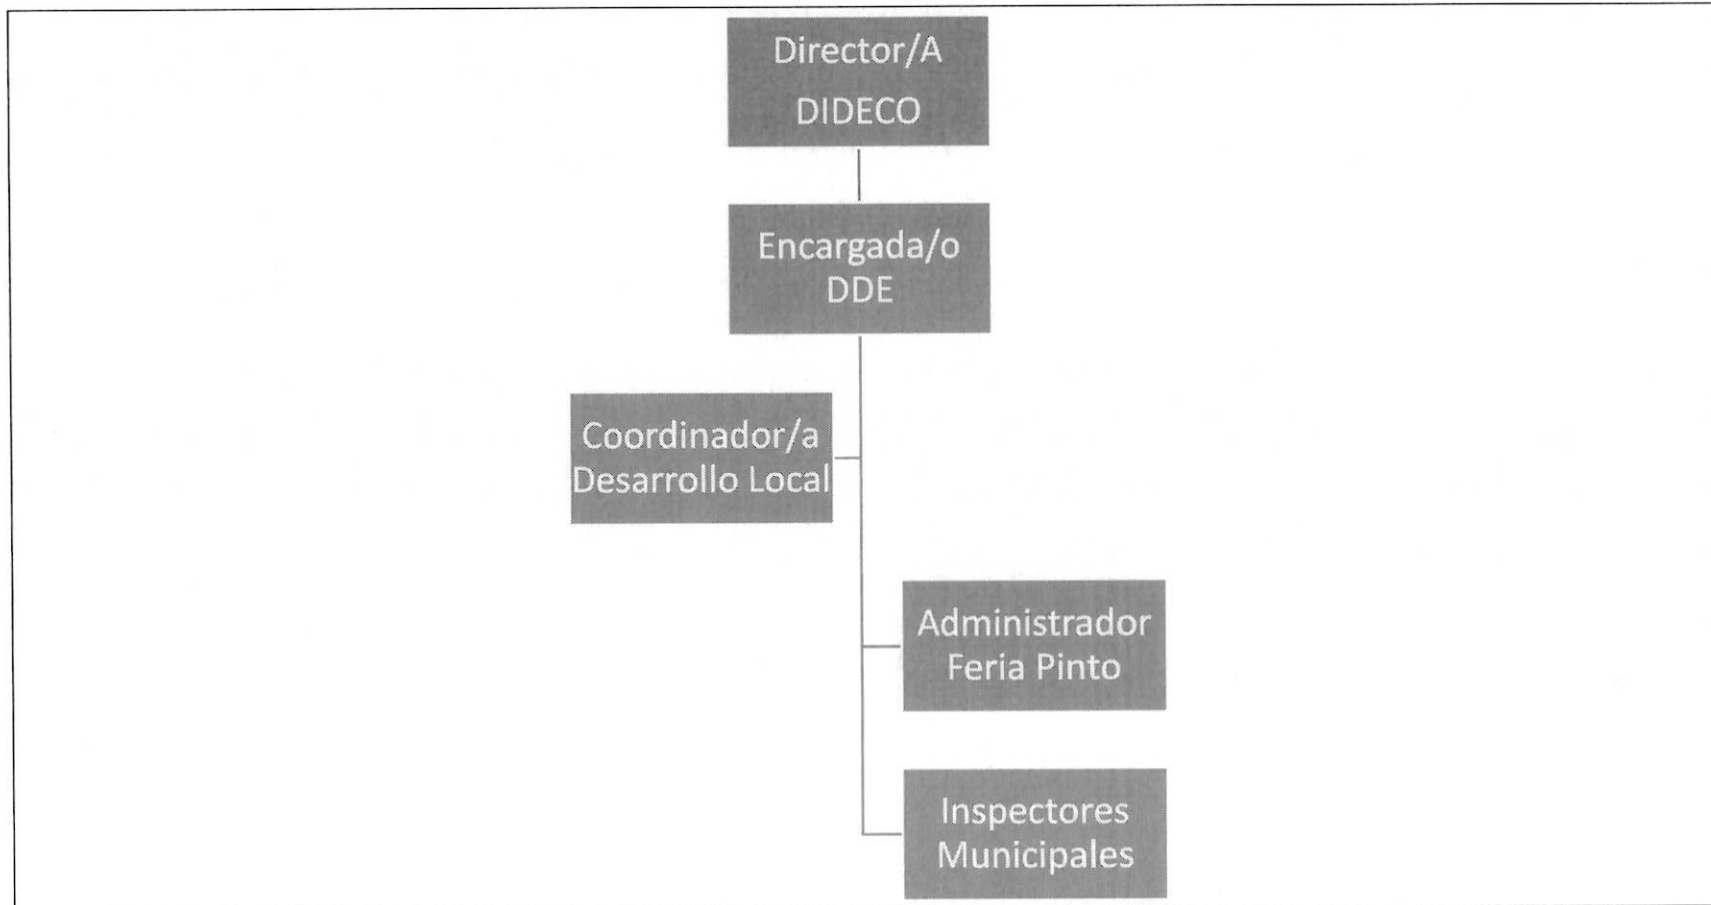 Director/A
DIDECO
Encargada/o
DDE
Coordinador/a
Desarrollo Local
Administrador
Feria Pinto
Inspectores
Municipales